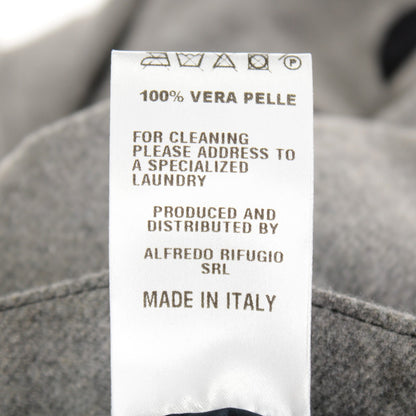 100% VERA PELLE
FOR CLEANING
PLEASE ADDRESS TO
A SPECIALIZED
LAUNDRY
PRODUCED AND
DISTRIBUTED BY
ALFREDO RIFUGIO
SRL
MADE IN ITALY